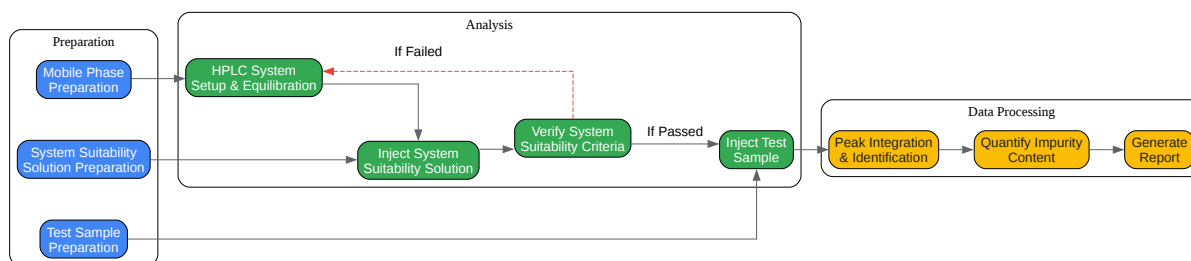 Preparation
Mobile Phase
Preparation
System Suitability
Solution Preparation
Test Sample
Preparation
Analysis
HPLC System
Setup & Equilibration
If Failed
Inject System
Suitability Solution
Verify System
Suitability Criteria
If Passed
Inject Test
Sample
Data Processing
Peak Integration
& Identification
Quantify Impurity
Content
Generate
Report